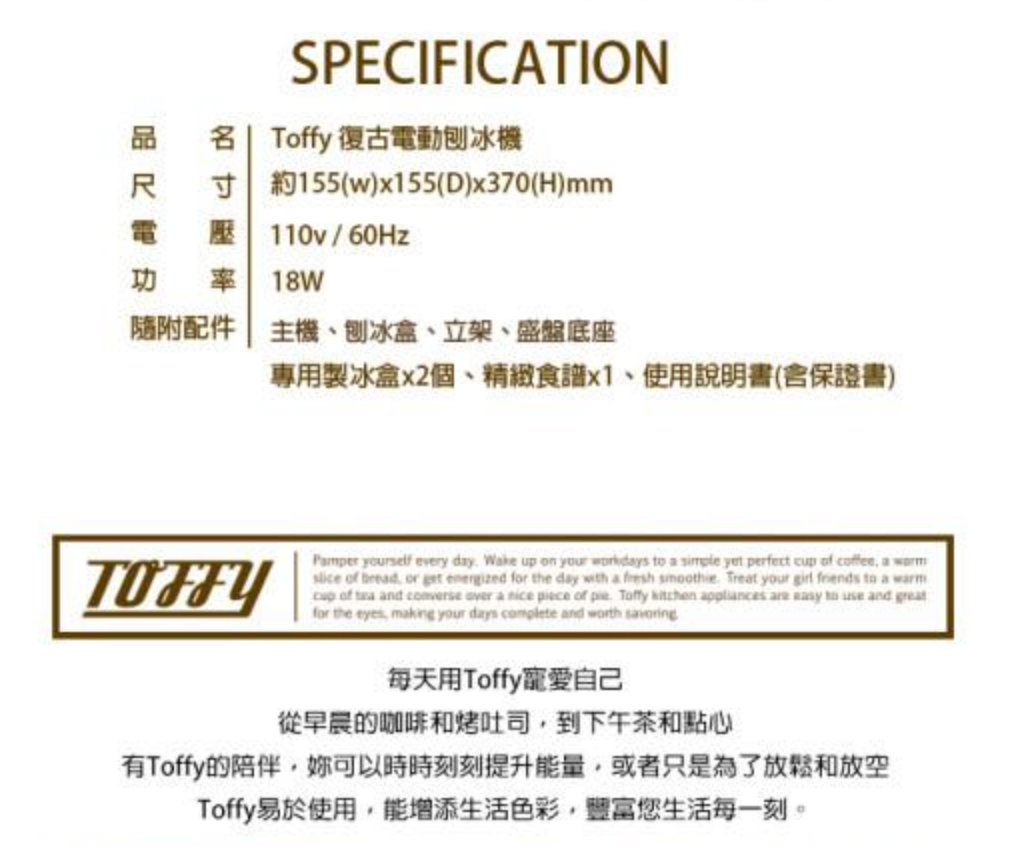 SPECIFICATION
品名 Toffy 復古電動刨冰機
尺寸 約155(w)x155(D)x370(H)mm
電壓 110v / 60Hz
功率 18W
隨附配件 主機、刨冰盒、立架、盛盤底座
專用製冰盒x2個、精緻食譜x1、使用說明書(含保證書)
TOFFY
Pamper yourself every day. Wake up on your workdays to a simple yet perfect cup of coffee, a warm
slice of bread, or get energized for the day with a fresh smoothie. Treat your girl friends to a warm
cup of tea and converse over a nice piece of pie. Toffy kitchen appliances are easy to use and great
for the eyes, making your days complete and worth savoring.
每天用Toffy寵愛自己
從早晨的咖啡和烤吐司，到下午茶和點心
有Toffy的陪伴，妳可以時時刻刻提升能量，或者只是為了放鬆和放空
Toffy易於使用，能增添生活色彩，豐富您生活每一刻。